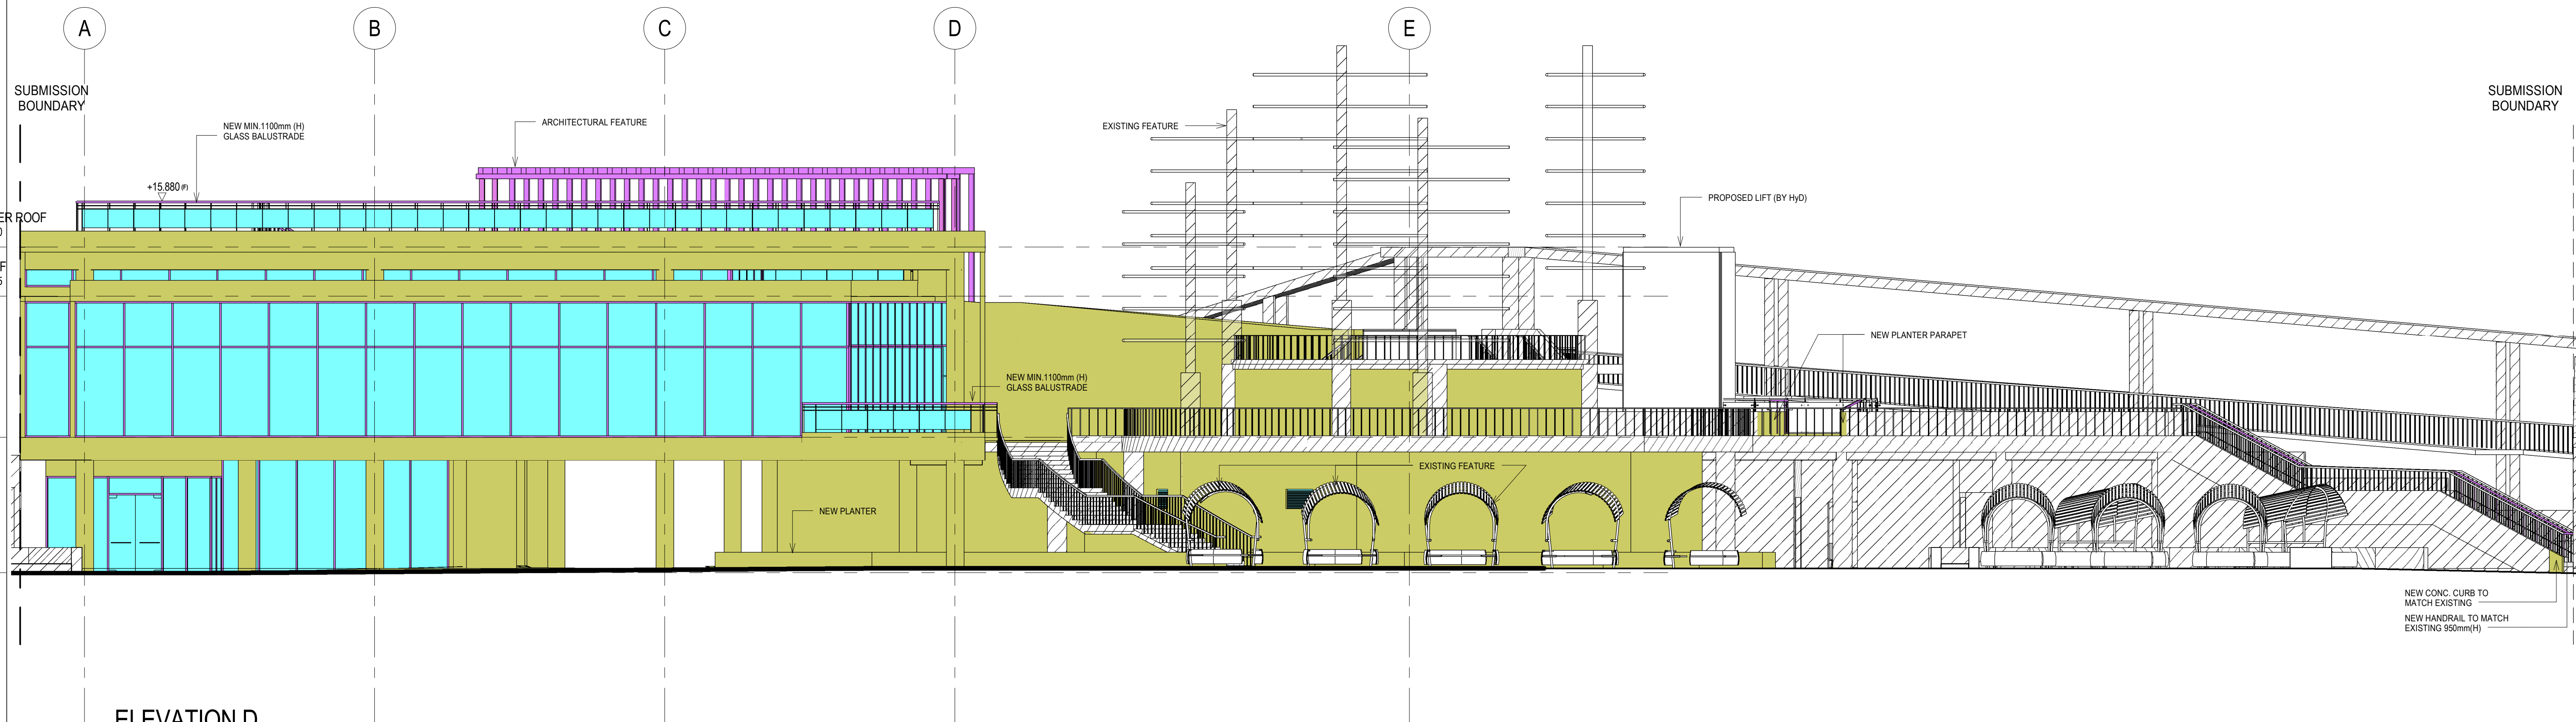 A
B
C
D
E
SUBMISSION
BOUNDARY
SUBMISSION
BOUNDARY
NEW MIN.1100mm (H)
GLASS BALUSTRADE
ARCHITECTURAL FEATURE
EXISTING FEATURE
+15.880 (F)
PROPOSED LIFT (BY HyD)
ER ROOF
NEW PLANTER PARAPET
NEW MIN.1100mm (H)
GLASS BALUSTRADE
EXISTING FEATURE
NEW PLANTER
NEW CONC. CURB TO
MATCH EXISTING
NEW HANDRAIL TO MATCH
EXISTING 950mm(H)
ELEVATION D